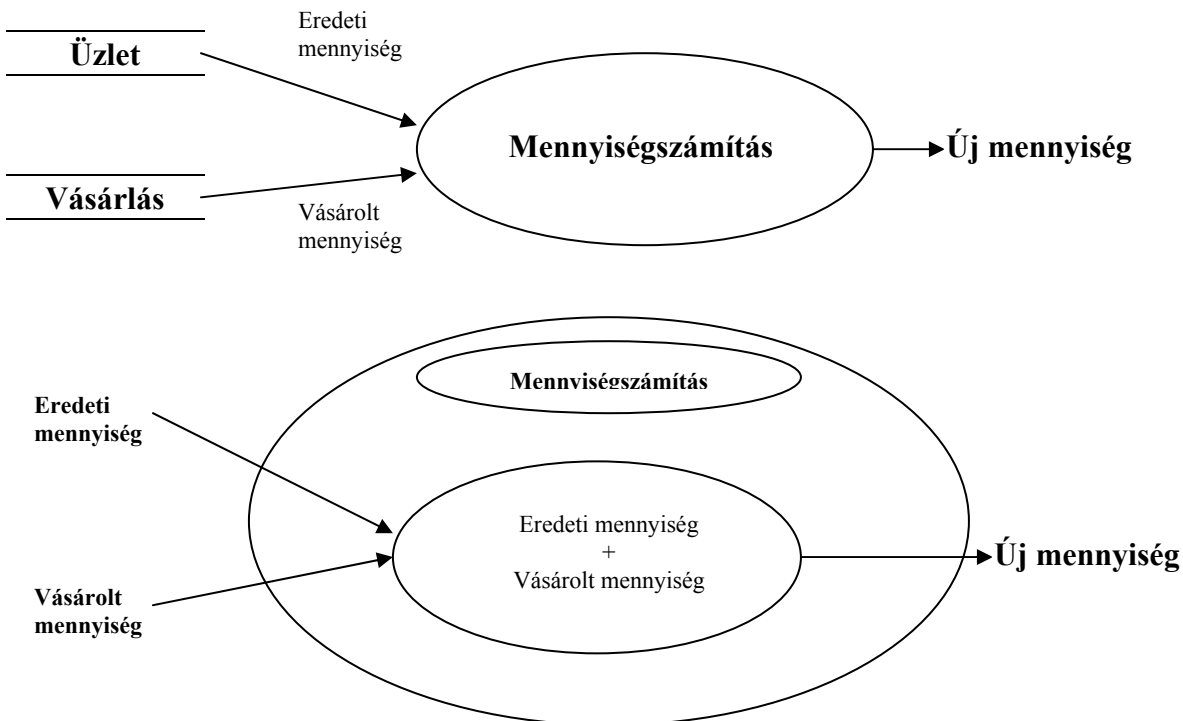 Eredeti
mennyiség
Üzlet
Mennyiségszámítás
Új mennyiség
Vásárlás
Vásárolt
mennyiség
Mennyiségszámítás
Eredeti
mennyiség
Eredeti mennyiség
+
Vásárolt mennyiség
Új mennyiség
Vásárolt
mennyiség